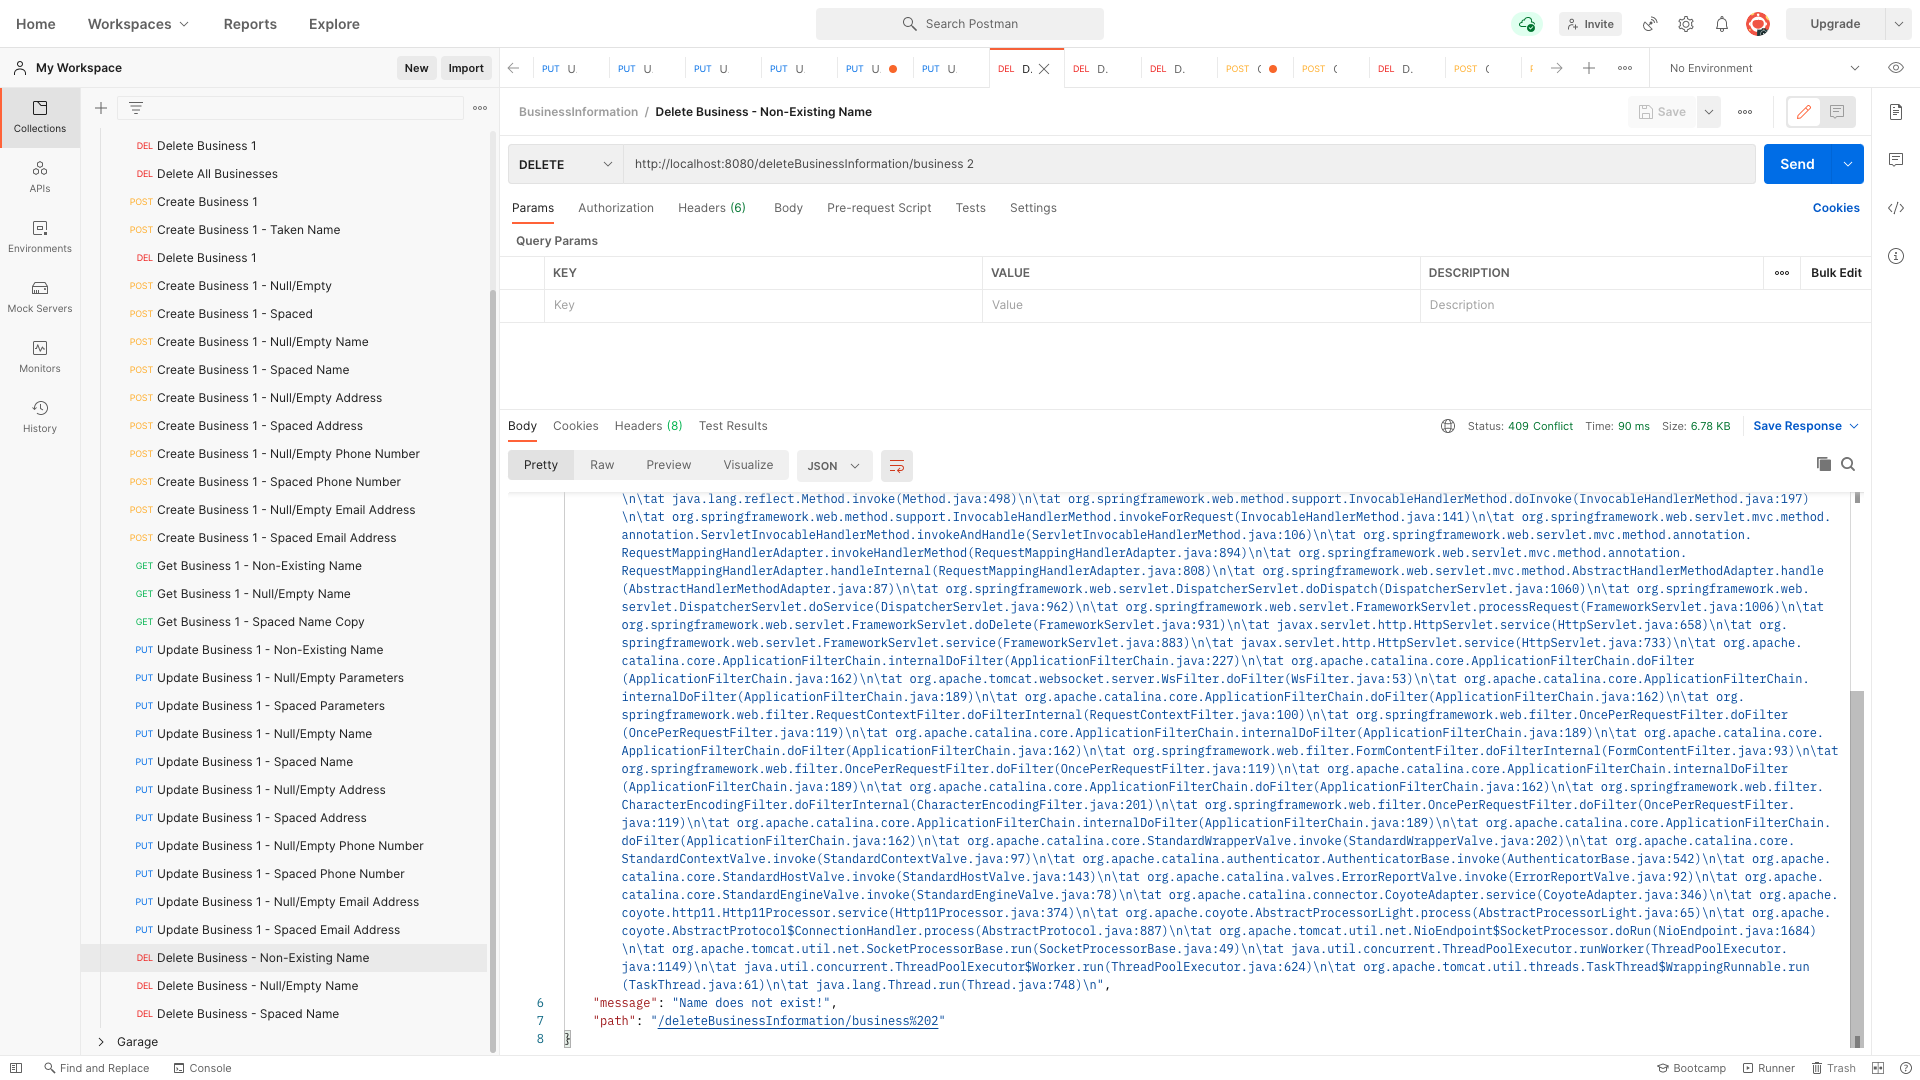 Home Workspaces Reports Explore Search Postman Invite Upgrade
My Workspace New Import
PUT U PUT U PUT U PUT U PUT U PUT U DEL D. DEL D. DEL D. POST POST DEL D. POST No Environment
Collections
APIs
Environments
Mock Servers
Monitors
History
DEL Delete Business 1
DEL Delete All Businesses
POST Create Business 1
POST Create Business 1 - Taken Name
DEL Delete Business 1
POST Create Business 1 - Null/Empty
POST Create Business 1 - Spaced
POST Create Business 1 - Null/Empty Name
POST Create Business 1 - Spaced Name
POST Create Business 1 - Null/Empty Address
POST Create Business 1 - Spaced Address
POST Create Business 1 - Null/Empty Phone Number
POST Create Business 1 - Spaced Phone Number
POST Create Business 1 - Null/Empty Email Address
POST Create Business 1 - Spaced Email Address
GET Get Business 1 - Non-Existing Name
GET Get Business 1 - Null/Empty Name
GET Get Business 1 - Spaced Name Copy
PUT Update Business 1 - Non-Existing Name
PUT Update Business 1 - Null/Empty Parameters
PUT Update Business 1 - Spaced Parameters
PUT Update Business 1 - Null/Empty Name
PUT Update Business 1 - Spaced Name
PUT Update Business 1 - Null/Empty Address
PUT Update Business 1 - Spaced Address
PUT Update Business 1 - Null/Empty Phone Number
PUT Update Business 1 - Spaced Phone Number
PUT Update Business 1 - Null/Empty Email Address
PUT Update Business 1 - Spaced Email Address
DEL Delete Business - Non-Existing Name
DEL Delete Business - Null/Empty Name
DEL Delete Business - Spaced Name
Garage
BusinessInformation / Delete Business - Non-Existing Name Save
DELETE http://localhost:8080/deleteBusinessInformation/business 2 Send
Params Authorization Headers (6) Body Pre-request Script Tests Settings Cookies
Query Params
KEY VALUE DESCRIPTION Bulk Edit
Key Value Description
Body Cookies Headers (8) Test Results Status: 409 Conflict Time: 90 ms Size: 6.78 KB Save Response
Pretty Raw Preview Visualize JSON
\n\tat java.lang.reflect.Method.invoke(Method.java:498)\n\tat org.springframework.web.method.support.InvocableHandlerMethod.doInvoke(InvocableHandlerMethod.java:197)
\n\tat org.springframework.web.method.support.InvocableHandlerMethod.invokeForRequest(InvocableHandlerMethod.java:141)\n\tat org.springframework.web.servlet.mvc.method.
annotation.ServletInvocableHandlerMethod.invokeAndHandle(ServletInvocableHandlerMethod.java:106)\n\tat org.springframework.web.servlet.mvc.method.annotation.
RequestMappingHandlerAdapter.invokeHandlerMethod(RequestMappingHandlerAdapter.java:894)\n\tat org.springframework.web.servlet.mvc.method.annotation.
RequestMappingHandlerAdapter.handleInternal(RequestMappingHandlerAdapter.java:808)\n\tat org.springframework.web.servlet.mvc.method.AbstractHandlerMethodAdapter.handle
(AbstractHandlerMethodAdapter.java:87)\n\tat org.springframework.web.servlet.DispatcherServlet.doDispatch(DispatcherServlet.java:1060)\n\tat org.springframework.web.
servlet.DispatcherServlet.doService(DispatcherServlet.java:962)\n\tat org.springframework.web.servlet.FrameworkServlet.processRequest(FrameworkServlet.java:1006)\n\tat
org.springframework.web.servlet.FrameworkServlet.doDelete(FrameworkServlet.java:931)\n\tat javax.servlet.http.HttpServlet.service(HttpServlet.java:658)\n\tat org.
springframework.web.servlet.FrameworkServlet.service(FrameworkServlet.java:883)\n\tat javax.servlet.http.HttpServlet.service(HttpServlet.java:733)\n\tat org.apache.
catalina.core.ApplicationFilterChain.internalDoFilter(ApplicationFilterChain.java:227)\n\tat org.apache.catalina.core.ApplicationFilterChain.doFilter
(ApplicationFilterChain.java:162)\n\tat org.apache.tomcat.websocket.server.WsFilter.doFilter(WsFilter.java:53)\n\tat org.apache.catalina.core.ApplicationFilterChain.
internalDoFilter(ApplicationFilterChain.java:189)\n\tat org.apache.catalina.core.ApplicationFilterChain.doFilter(ApplicationFilterChain.java:162)\n\tat org.
springframework.web.filter.RequestContextFilter.doFilterInternal(RequestContextFilter.java:100)\n\tat org.springframework.web.filter.OncePerRequestFilter.doFilter
(OncePerRequestFilter.java:119)\n\tat org.apache.catalina.core.ApplicationFilterChain.internalDoFilter(ApplicationFilterChain.java:189)\n\tat org.apache.catalina.core.
ApplicationFilterChain.doFilter(ApplicationFilterChain.java:162)\n\tat org.springframework.web.filter.FormContentFilter.doFilterInternal(FormContentFilter.java:93)\n\tat
org.springframework.web.filter.OncePerRequestFilter.doFilter(OncePerRequestFilter.java:119)\n\tat org.apache.catalina.core.ApplicationFilterChain.internalDoFilter
(ApplicationFilterChain.java:189)\n\tat org.apache.catalina.core.ApplicationFilterChain.doFilter(ApplicationFilterChain.java:162)\n\tat org.springframework.web.filter.
CharacterEncodingFilter.doFilterInternal(CharacterEncodingFilter.java:201)\n\tat org.springframework.web.filter.OncePerRequestFilter.doFilter(OncePerRequestFilter.
java:119)\n\tat org.apache.catalina.core.ApplicationFilterChain.internalDoFilter(ApplicationFilterChain.java:189)\n\tat org.apache.catalina.core.ApplicationFilterChain.
doFilter(ApplicationFilterChain.java:162)\n\tat org.apache.catalina.core.StandardWrapperValve.invoke(StandardWrapperValve.java:202)\n\tat org.apache.catalina.core.
StandardContextValve.invoke(StandardContextValve.java:97)\n\tat org.apache.catalina.authenticator.AuthenticatorBase.invoke(AuthenticatorBase.java:542)\n\tat org.apache.
catalina.core.StandardHostValve.invoke(StandardHostValve.java:143)\n\tat org.apache.catalina.valves.ErrorReportValve.invoke(ErrorReportValve.java:92)\n\tat org.apache.
catalina.core.StandardEngineValve.invoke(StandardEngineValve.java:78)\n\tat org.apache.catalina.connector.CoyoteAdapter.service(CoyoteAdapter.java:346)\n\tat org.apache.
coyote.http11.Http11Processor.service(Http11Processor.java:374)\n\tat org.apache.coyote.AbstractProcessorLight.process(AbstractProcessorLight.java:65)\n\tat org.apache.
coyote.AbstractProtocol$ConnectionHandler.process(AbstractProtocol.java:887)\n\tat org.apache.tomcat.util.net.NioEndpoint$SocketProcessor.doRun(NioEndpoint.java:1684)
\n\tat org.apache.tomcat.util.net.SocketProcessorBase.run(SocketProcessorBase.java:49)\n\tat java.util.concurrent.ThreadPoolExecutor.runWorker(ThreadPoolExecutor.
java:1149)\n\tat java.util.concurrent.ThreadPoolExecutor$Worker.run(ThreadPoolExecutor.java:624)\n\tat org.apache.tomcat.util.threads.TaskThread$WrappingRunnable.run
(TaskThread.java:61)\n\tat java.lang.Thread.run(Thread.java:748)\n",
6 "message": "Name does not exist!",
7 "path": "/deleteBusinessInformation/business%202"
8 }
Find and Replace Console Bootcamp Runner Trash